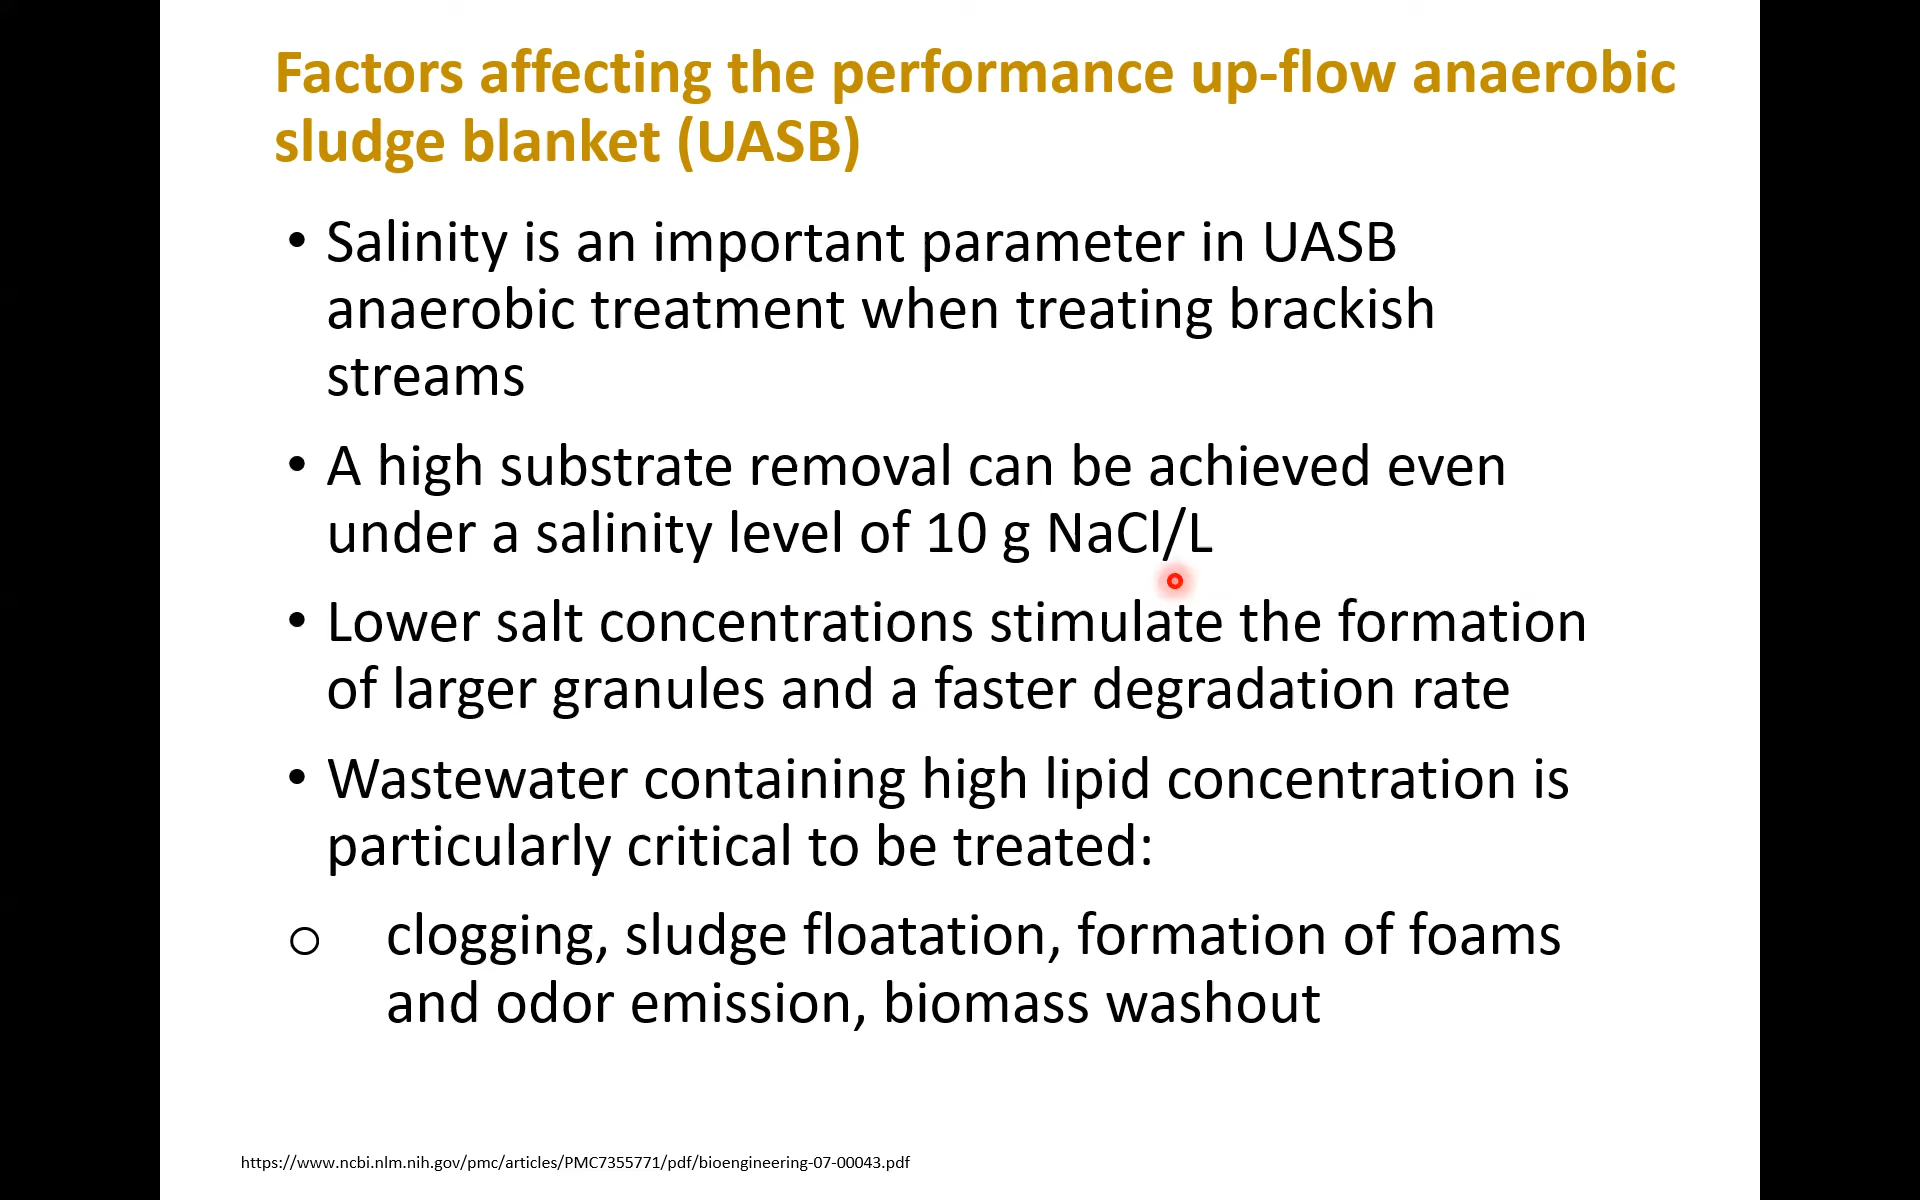 Factors affecting the performance up-flow anaerobic
sludge blanket (UASB)
• Salinity is an important parameter in UASB
anaerobic treatment when treating brackish
streams
• A high substrate removal can be achieved even
under a salinity level of 10 g NaCl/L
• Lower salt concentrations stimulate the formation
of larger granules and a faster degradation rate
• Wastewater containing high lipid concentration is
particularly critical to be treated:
o clogging, sludge floatation, formation of foams
and odor emission, biomass washout
https://www.ncbi.nlm.nih.gov/pmc/articles/PMC7355771/pdf/bioengineering-07-00043.pdf